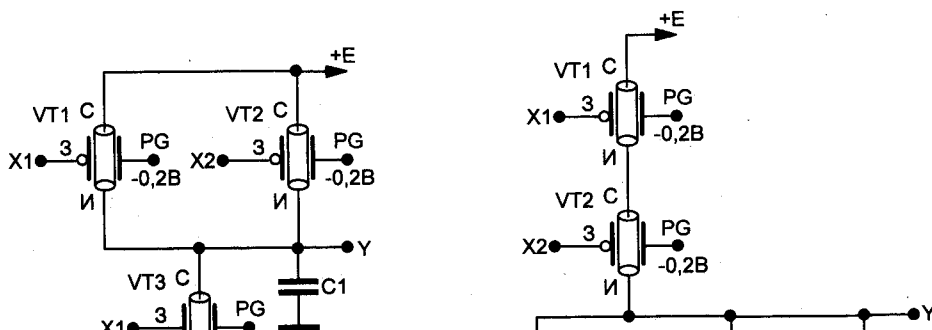 +E
VT1 С
VT2 С
X1 З PG
X2 З PG
-0,2В
-0,2В
И
И
Y
VT3 С
C1
X1 З PG
+E
VT1 С
X1 З PG
-0,2В
И
VT2 С
X2 З PG
-0,2В
И
Y